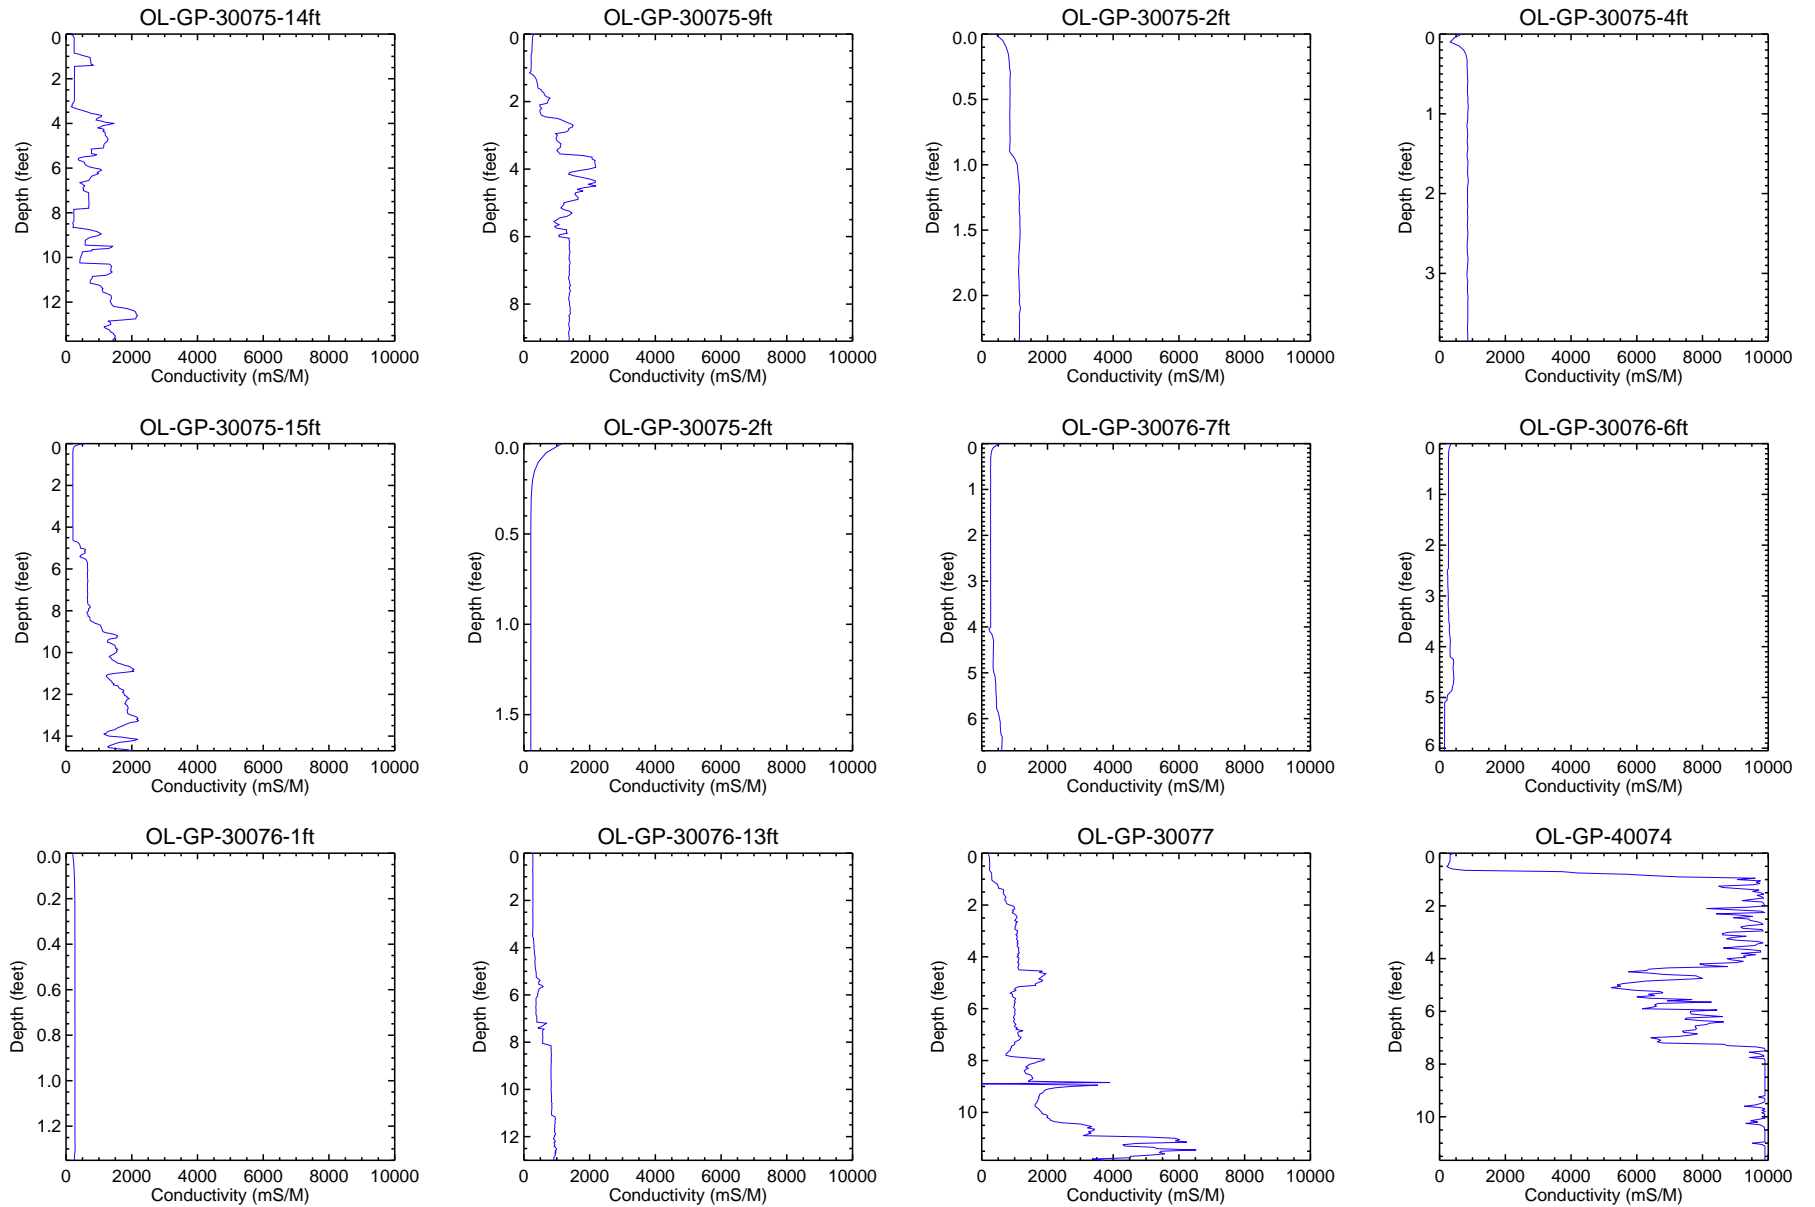 OL-GP-30075-14ft
0
2
4
6
8
10
12
Depth (feet)
0 2000 4000 6000 8000 10000
Conductivity (mS/M)
OL-GP-30075-9ft
0
2
4
6
8
Depth (feet)
0 2000 4000 6000 8000 10000
Conductivity (mS/M)
OL-GP-30075-2ft
0.0
0.5
1.0
1.5
2.0
Depth (feet)
0 2000 4000 6000 8000 10000
Conductivity (mS/M)
OL-GP-30075-4ft
0
1
2
3
Depth (feet)
0 2000 4000 6000 8000 10000
Conductivity (mS/M)
OL-GP-30075-15ft
0
2
4
6
8
10
12
14
Depth (feet)
0 2000 4000 6000 8000 10000
Conductivity (mS/M)
OL-GP-30075-2ft
0.0
0.5
1.0
1.5
Depth (feet)
0 2000 4000 6000 8000 10000
Conductivity (mS/M)
OL-GP-30076-7ft
0
1
2
3
4
5
6
Depth (feet)
0 2000 4000 6000 8000 10000
Conductivity (mS/M)
OL-GP-30076-6ft
0
1
2
3
4
5
6
Depth (feet)
0 2000 4000 6000 8000 10000
Conductivity (mS/M)
OL-GP-30076-1ft
0.0
0.2
0.4
0.6
0.8
1.0
1.2
Depth (feet)
0 2000 4000 6000 8000 10000
Conductivity (mS/M)
OL-GP-30076-13ft
0
2
4
6
8
10
12
Depth (feet)
0 2000 4000 6000 8000 10000
Conductivity (mS/M)
OL-GP-30077
0
2
4
6
8
10
Depth (feet)
0 2000 4000 6000 8000 10000
Conductivity (mS/M)
OL-GP-40074
0
2
4
6
8
10
Depth (feet)
0 2000 4000 6000 8000 10000
Conductivity (mS/M)